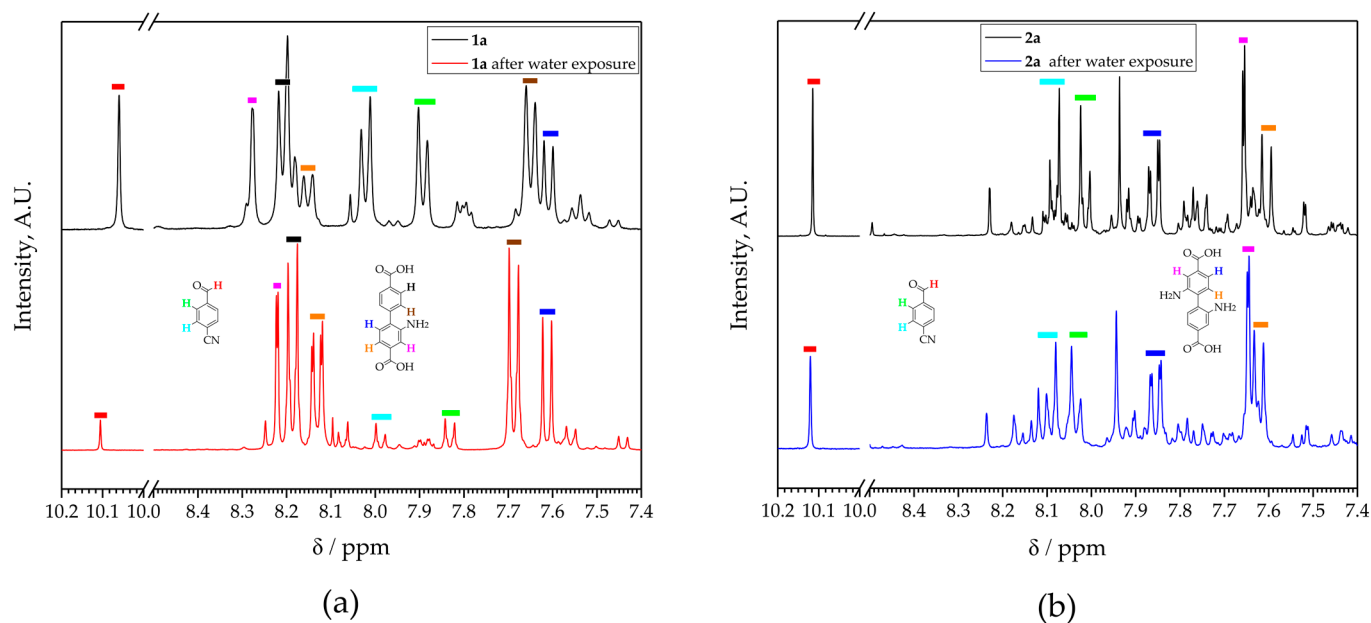 1a
1a after water exposure
Intensity, A.U.
O
H
H
H
CN
O
OH
H
H
H
NH2
H
H
O
OH
10.2 10.1 10.0 8.4 8.3 8.2 8.1 8.0 7.9 7.8 7.7 7.6 7.5 7.4
δ / ppm
(a)
2a
2a after water exposure
Intensity, A.U.
O
H
H
H
CN
O
OH
H
H
H2N
H
NH2
O
OH
10.2 10.1 10.0 8.4 8.3 8.2 8.1 8.0 7.9 7.8 7.7 7.6 7.5 7.4
δ / ppm
(b)